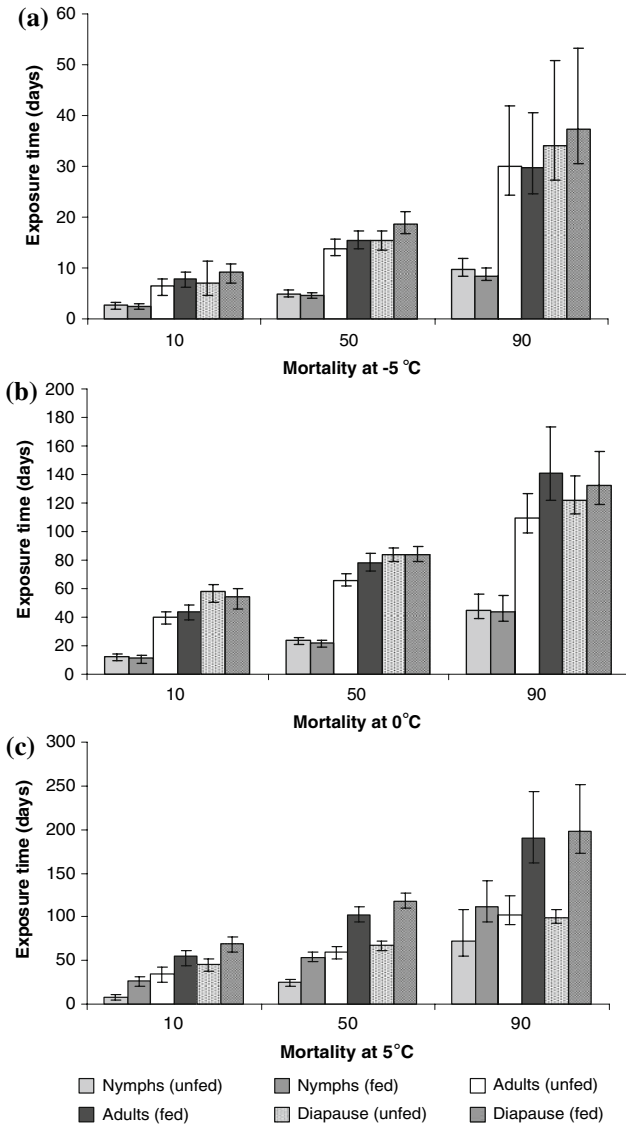 (a)
Exposure time (days)
60
50
40
30
20
10
0
10 50 90
Mortality at -5 °C
(b)
Exposure time (days)
200
180
160
140
120
100
80
60
40
20
0
10 50 90
Mortality at 0°C
(c)
Exposure time (days)
300
250
200
150
100
50
0
10 50 90
Mortality at 5°C
Nymphs (unfed) Nymphs (fed) Adults (unfed)
Adults (fed) Diapause (unfed) Diapause (fed)